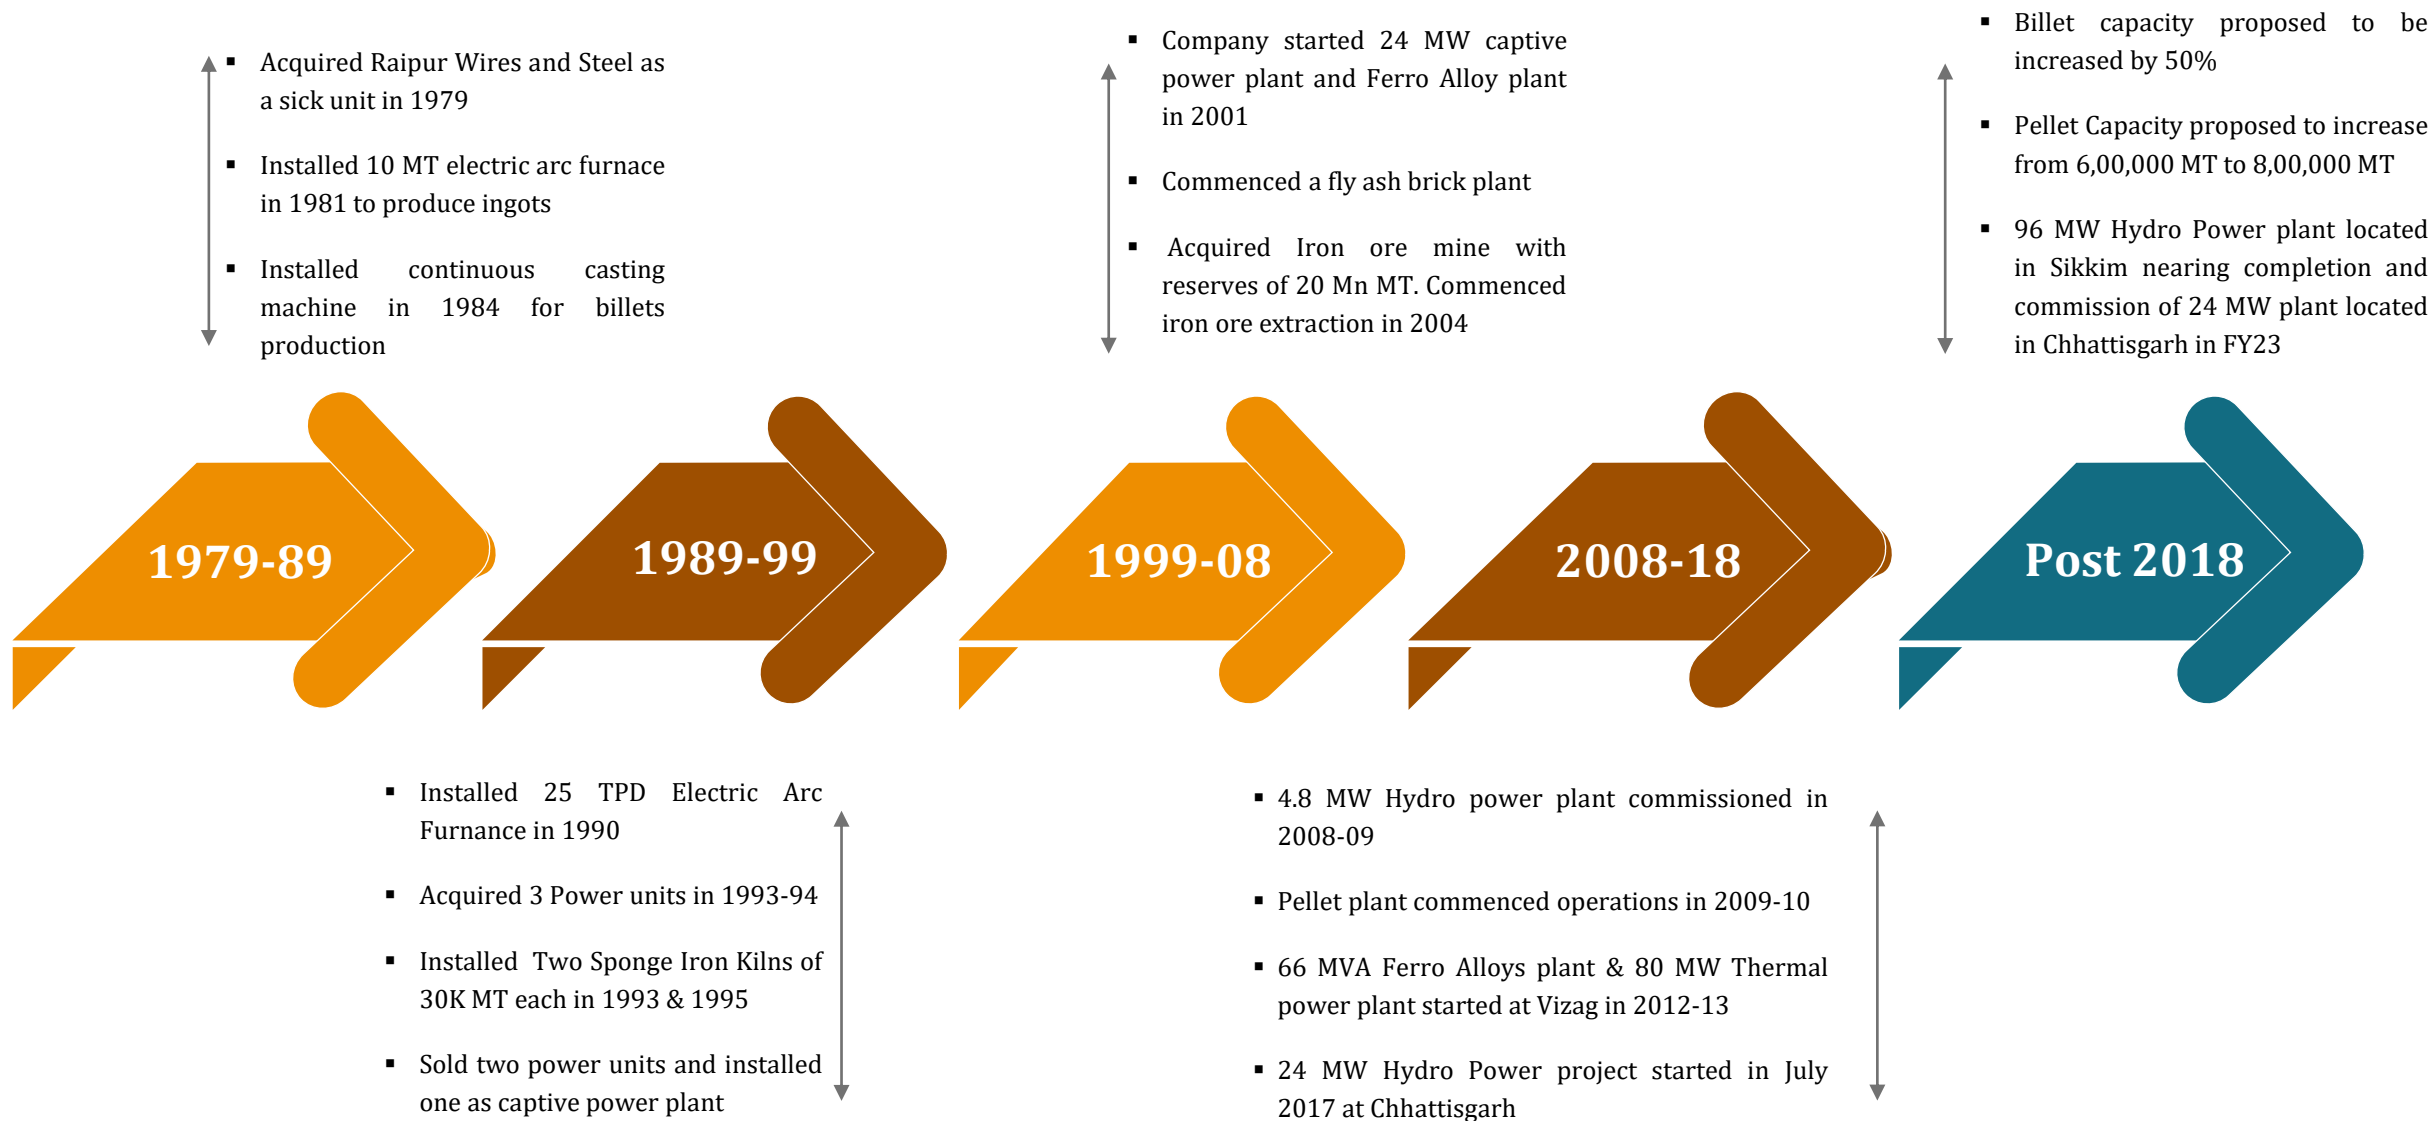 ▪ Acquired Raipur Wires and Steel as
a sick unit in 1979
▪ Installed 10 MT electric arc furnace
in 1981 to produce ingots
▪ Installed continuous casting
machine in 1984 for billets
production
▪ Company started 24 MW captive
power plant and Ferro Alloy plant
in 2001
▪ Commenced a fly ash brick plant
▪ Acquired Iron ore mine with
reserves of 20 Mn MT. Commenced
iron ore extraction in 2004
▪ Billet capacity proposed to be
increased by 50%
▪ Pellet Capacity proposed to increase
from 6,00,000 MT to 8,00,000 MT
▪ 96 MW Hydro Power plant located
in Sikkim nearing completion and
commission of 24 MW plant located
in Chhattisgarh in FY23
1979-89
1989-99
1999-08
2008-18
Post 2018
▪ Installed 25 TPD Electric Arc
Furnance in 1990
▪ Acquired 3 Power units in 1993-94
▪ Installed Two Sponge Iron Kilns of
30K MT each in 1993 & 1995
▪ Sold two power units and installed
one as captive power plant
▪ 4.8 MW Hydro power plant commissioned in
2008-09
▪ Pellet plant commenced operations in 2009-10
▪ 66 MVA Ferro Alloys plant & 80 MW Thermal
power plant started at Vizag in 2012-13
▪ 24 MW Hydro Power project started in July
2017 at Chhattisgarh